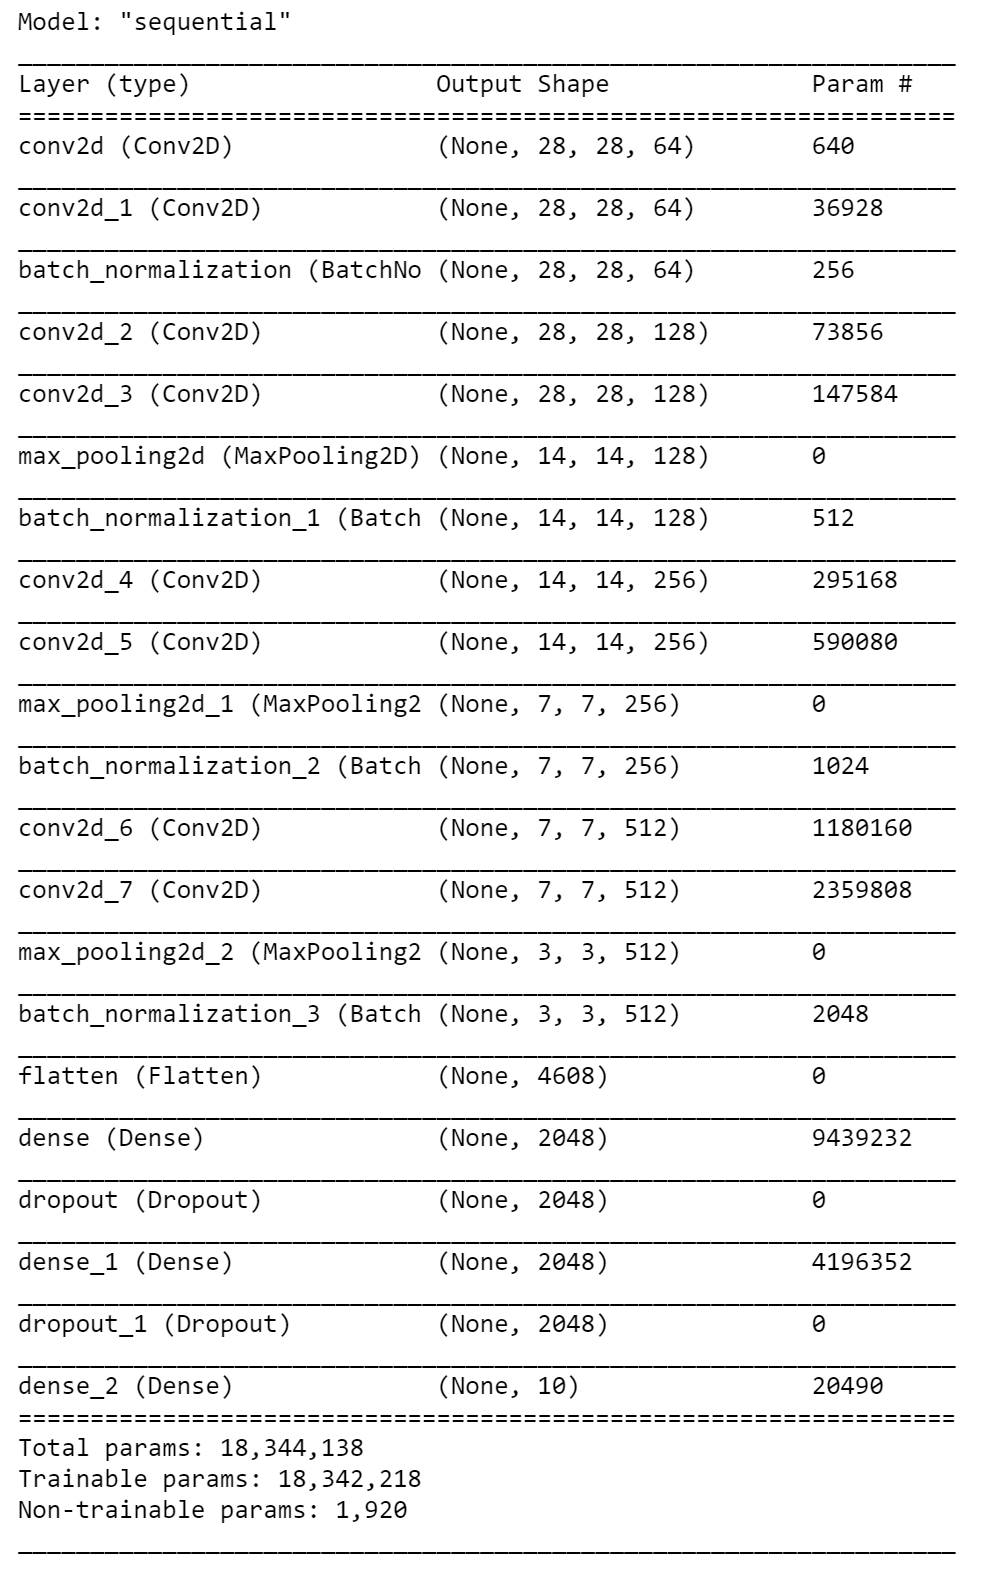 Model: "sequential"
Layer (type) Output Shape Param #
conv2d (Conv2D) (None, 28, 28, 64) 640
conv2d_1 (Conv2D) (None, 28, 28, 64) 36928
batch_normalization (BatchNo (None, 28, 28, 64) 256
conv2d_2 (Conv2D) (None, 28, 28, 128) 73856
conv2d_3 (Conv2D) (None, 28, 28, 128) 147584
max_pooling2d (MaxPooling2D) (None, 14, 14, 128) 0
batch_normalization_1 (Batch (None, 14, 14, 128) 512
conv2d_4 (Conv2D) (None, 14, 14, 256) 295168
conv2d_5 (Conv2D) (None, 14, 14, 256) 590080
max_pooling2d_1 (MaxPooling2 (None, 7, 7, 256) 0
batch_normalization_2 (Batch (None, 7, 7, 256) 1024
conv2d_6 (Conv2D) (None, 7, 7, 512) 1180160
conv2d_7 (Conv2D) (None, 7, 7, 512) 2359808
max_pooling2d_2 (MaxPooling2 (None, 3, 3, 512) 0
batch_normalization_3 (Batch (None, 3, 3, 512) 2048
flatten (Flatten) (None, 4608) 0
dense (Dense) (None, 2048) 9439232
dropout (Dropout) (None, 2048) 0
dense_1 (Dense) (None, 2048) 4196352
dropout_1 (Dropout) (None, 2048) 0
dense_2 (Dense) (None, 10) 20490
Total params: 18,344,138
Trainable params: 18,342,218
Non-trainable params: 1,920